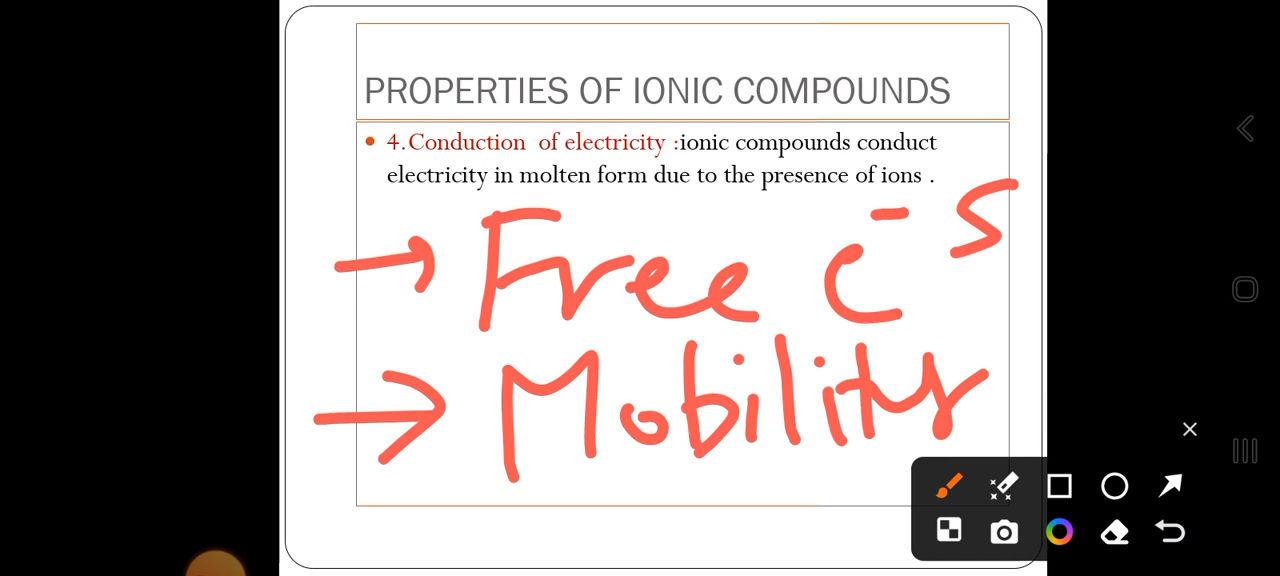 PROPERTIES OF IONIC COMPOUNDS
• 4.Conduction of electricity :ionic compounds conduct
electricity in molten form due to the presence of ions .
→ Free e⁻s
→ Mobility